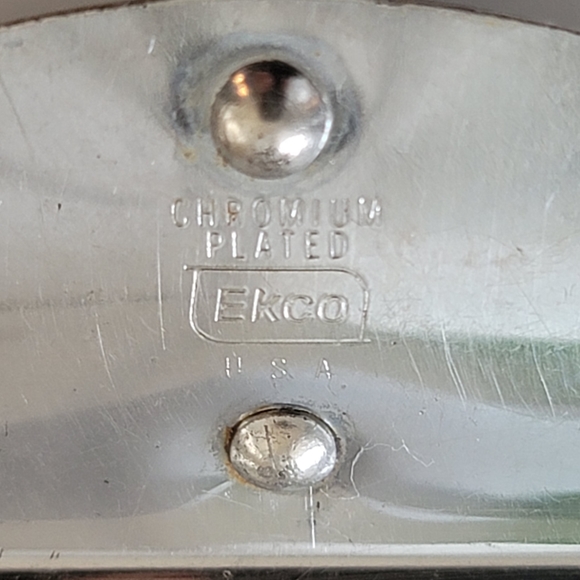 CHROMIUM
PLATED
EKCO
U S A